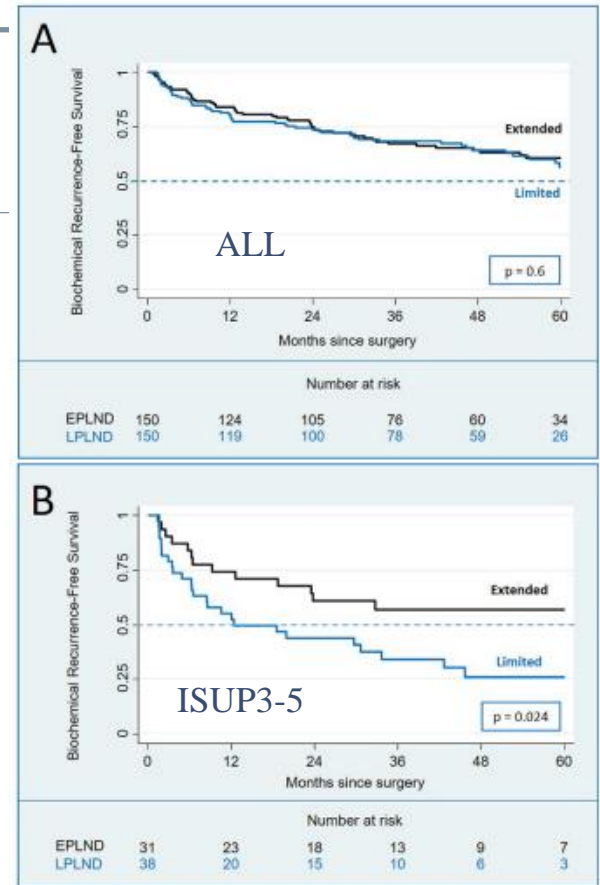 A
Biochemical Recurrence-Free Survival
1
0.75
0.5
0.25
0
Extended
Limited
ALL
p = 0.6
0 12 24 36 48 60
Months since surgery
Number at risk
EPLND 150 124 105 76 60 34
LPLND 150 119 100 78 59 26
B
Biochemical Recurrence-Free Survival
1
0.75
0.5
0.25
0
Extended
Limited
ISUP3-5
p = 0.024
0 12 24 36 48 60
Months since surgery
Number at risk
EPLND 31 23 18 13 9 7
LPLND 38 20 15 10 6 3